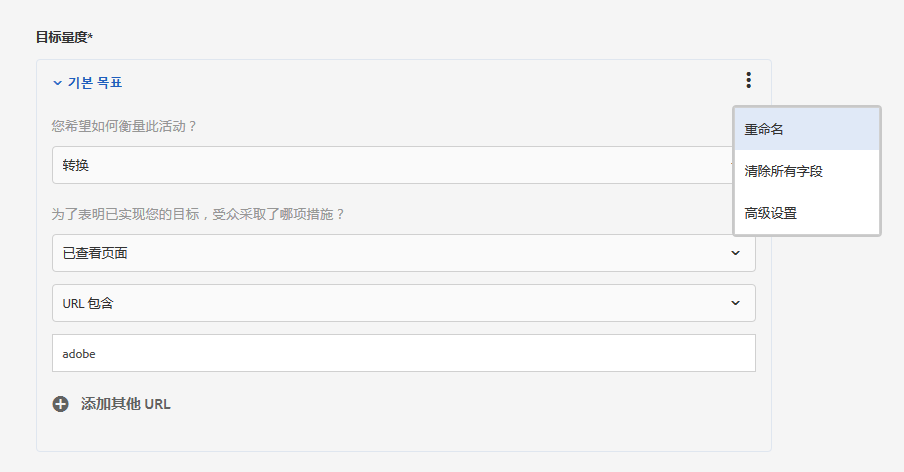 目标量度*
기본 목표
您希望如何衡量此活动？
转换
为了表明已实现您的目标，受众采取了哪项措施？
已查看页面
URL 包含
adobe
添加其他 URL
重命名
清除所有字段
高级设置